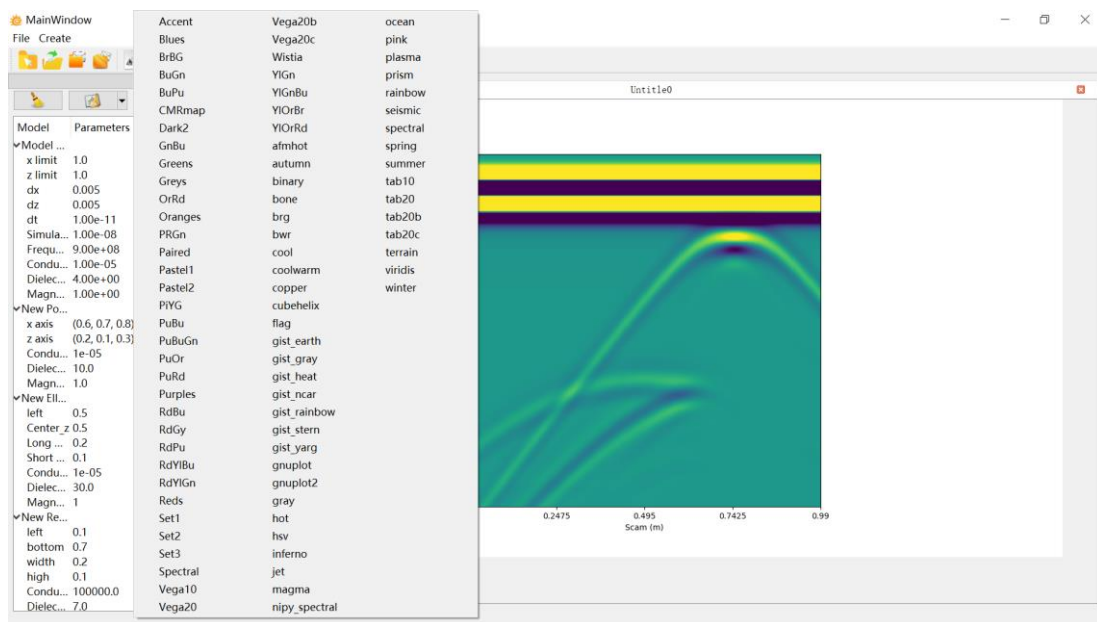 MainWindow
File Create
Untitle0
Model Parameters
Model ...
x limit 1.0
z limit 1.0
dx 0.005
dz 0.005
dt 1.00e-11
Simula... 1.00e-08
Frequ... 9.00e+08
Condu... 1.00e-05
Dielec... 4.00e+00
Magn... 1.00e+00
New Po...
x axis (0.6, 0.7, 0.8)
z axis (0.2, 0.1, 0.3)
Condu... 1e-05
Dielec... 10.0
Magn... 1.0
New Ell...
left 0.5
Center_z 0.5
Long ... 0.2
Short ... 0.1
Condu... 1e-05
Dielec... 30.0
Magn... 1
New Re...
left 0.1
bottom 0.7
width 0.2
high 0.1
Condu... 100000.0
Dielec... 7.0
Accent
Blues
BrBG
BuGn
BuPu
CMRmap
Dark2
GnBu
Greens
Greys
OrRd
Oranges
PRGn
Paired
Pastel1
Pastel2
PiYG
PuBu
PuBuGn
PuOr
PuRd
Purples
RdBu
RdGy
RdPu
RdYlBu
RdYlGn
Reds
Set1
Set2
Set3
Spectral
Vega10
Vega20
Vega20b
Vega20c
Wistia
YlGn
YlGnBu
YlOrBr
YlOrRd
afmhot
autumn
binary
bone
brg
bwr
cool
coolwarm
copper
cubehelix
flag
gist_earth
gist_gray
gist_heat
gist_ncar
gist_rainbow
gist_stern
gist_yarg
gnuplot
gnuplot2
gray
hot
hsv
inferno
jet
magma
nipy_spectral
ocean
pink
plasma
prism
rainbow
seismic
spectral
spring
summer
tab10
tab20
tab20b
tab20c
terrain
viridis
winter
0.2475 0.495 0.7425 0.99
Scam (m)